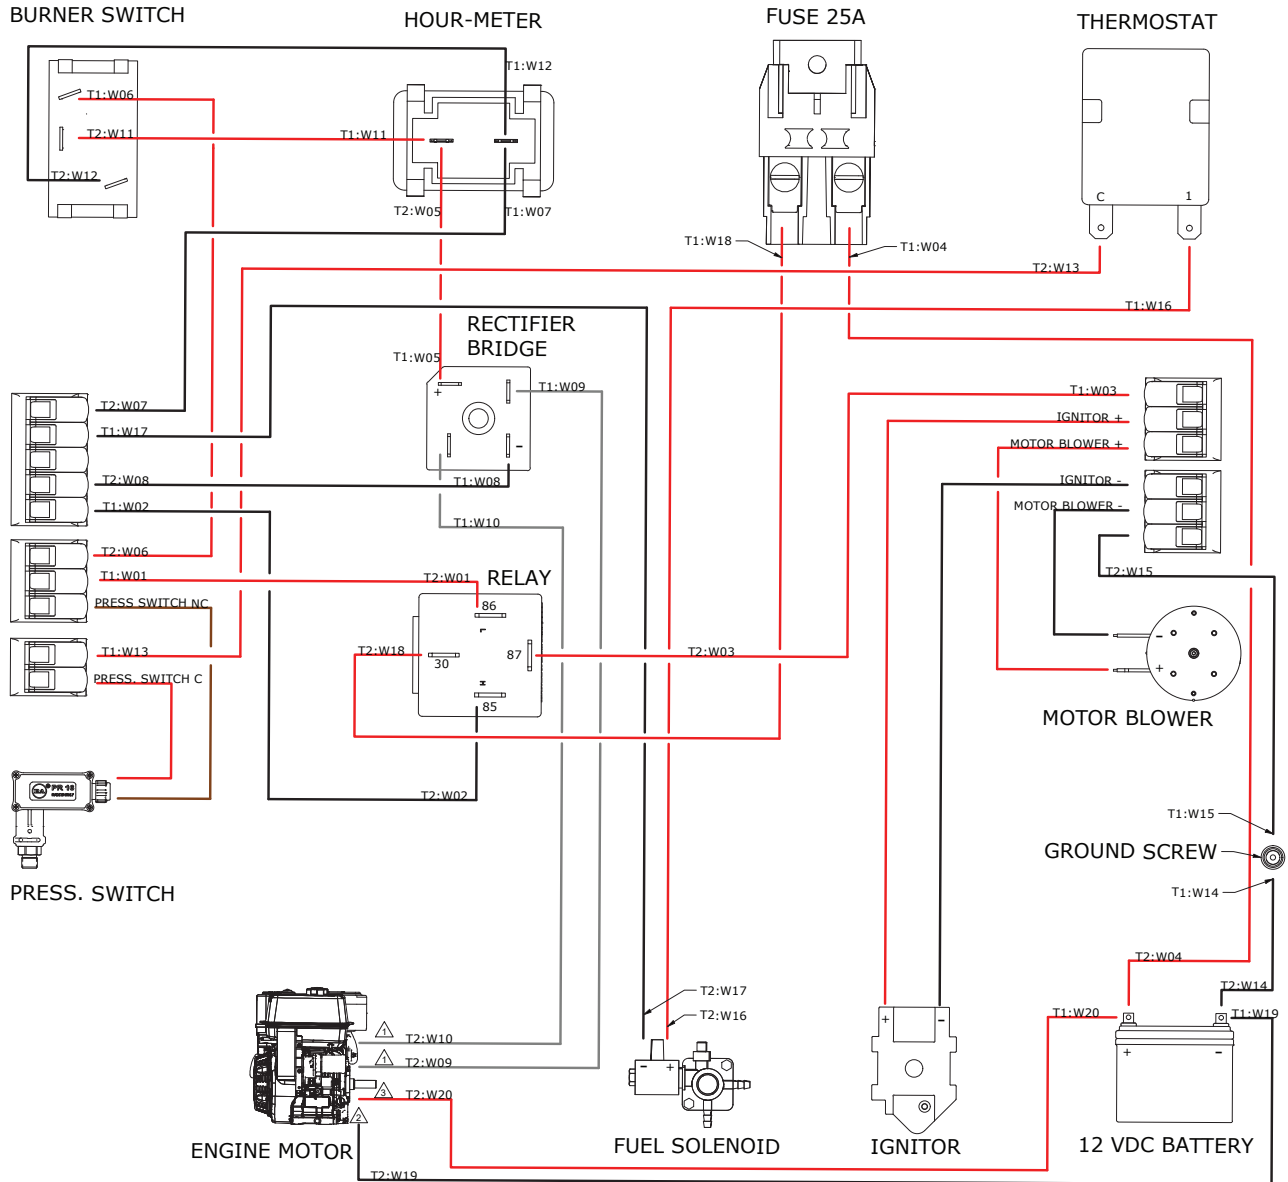 BURNER SWITCH
HOUR-METER
FUSE 25A
THERMOSTAT
T1:W12
T1:W06
T2:W11
T1:W11
T2:W12
T2:W05
T1:W07
C
1
T1:W18
T1:W04
T2:W13
T1:W16
RECTIFIER
BRIDGE
T1:W05
+
T1:W09
T1:W03
T2:W07
IGNITOR +
T1:W17
MOTOR BLOWER +
-
T2:W08
T1:W08
IGNITOR -
T1:W02
MOTOR BLOWER -
T1:W10
T2:W06
T2:W15
T1:W01
T2:W01
RELAY
PRESS SWITCH NC
86
T1:W13
T2:W18
30
87
T2:W03
-
+
PRESS. SWITCH C
85
MOTOR BLOWER
PR 16
T2:W02
T1:W15
GROUND SCREW
PRESS. SWITCH
T1:W14
T2:W04
T2:W14
T2:W17
T1:W20
T1:W19
T2:W16
+
-
1
T2:W10
1
T2:W09
-
+
+
-
3
T2:W20
2
ENGINE MOTOR
FUEL SOLENOID
IGNITOR
12 VDC BATTERY
T2:W19